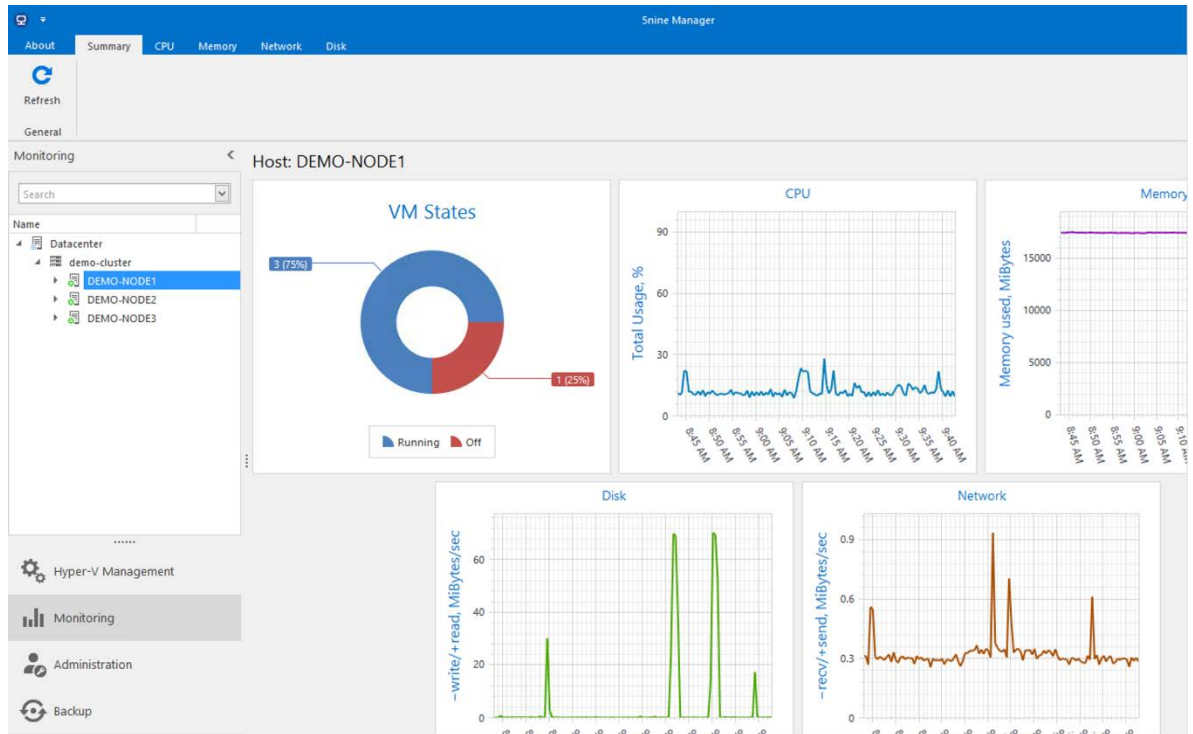 5nine Manager
About Summary CPU Memory Network Disk
Refresh
General
Monitoring
Search
Name
Datacenter
demo-cluster
DEMO-NODE1
DEMO-NODE2
DEMO-NODE3
Hyper-V Management
Monitoring
Administration
Backup
Host: DEMO-NODE1
VM States
3 (75%)
1 (25%)
Running Off
CPU
Total Usage, %
90
60
30
0
8:45 AM 8:50 AM 8:55 AM 9:00 AM 9:05 AM 9:10 AM 9:15 AM 9:20 AM 9:25 AM 9:30 AM 9:35 AM 9:40 AM
Memory
Memory used, MiBytes
15000
10000
5000
0
8:45 AM 8:50 AM 8:55 AM 9:00 AM 9:05 AM 9:10
Disk
−write/+read, MiBytes/sec
60
40
20
0
Network
−recv/+send, MiBytes/sec
0.9
0.6
0.3
0